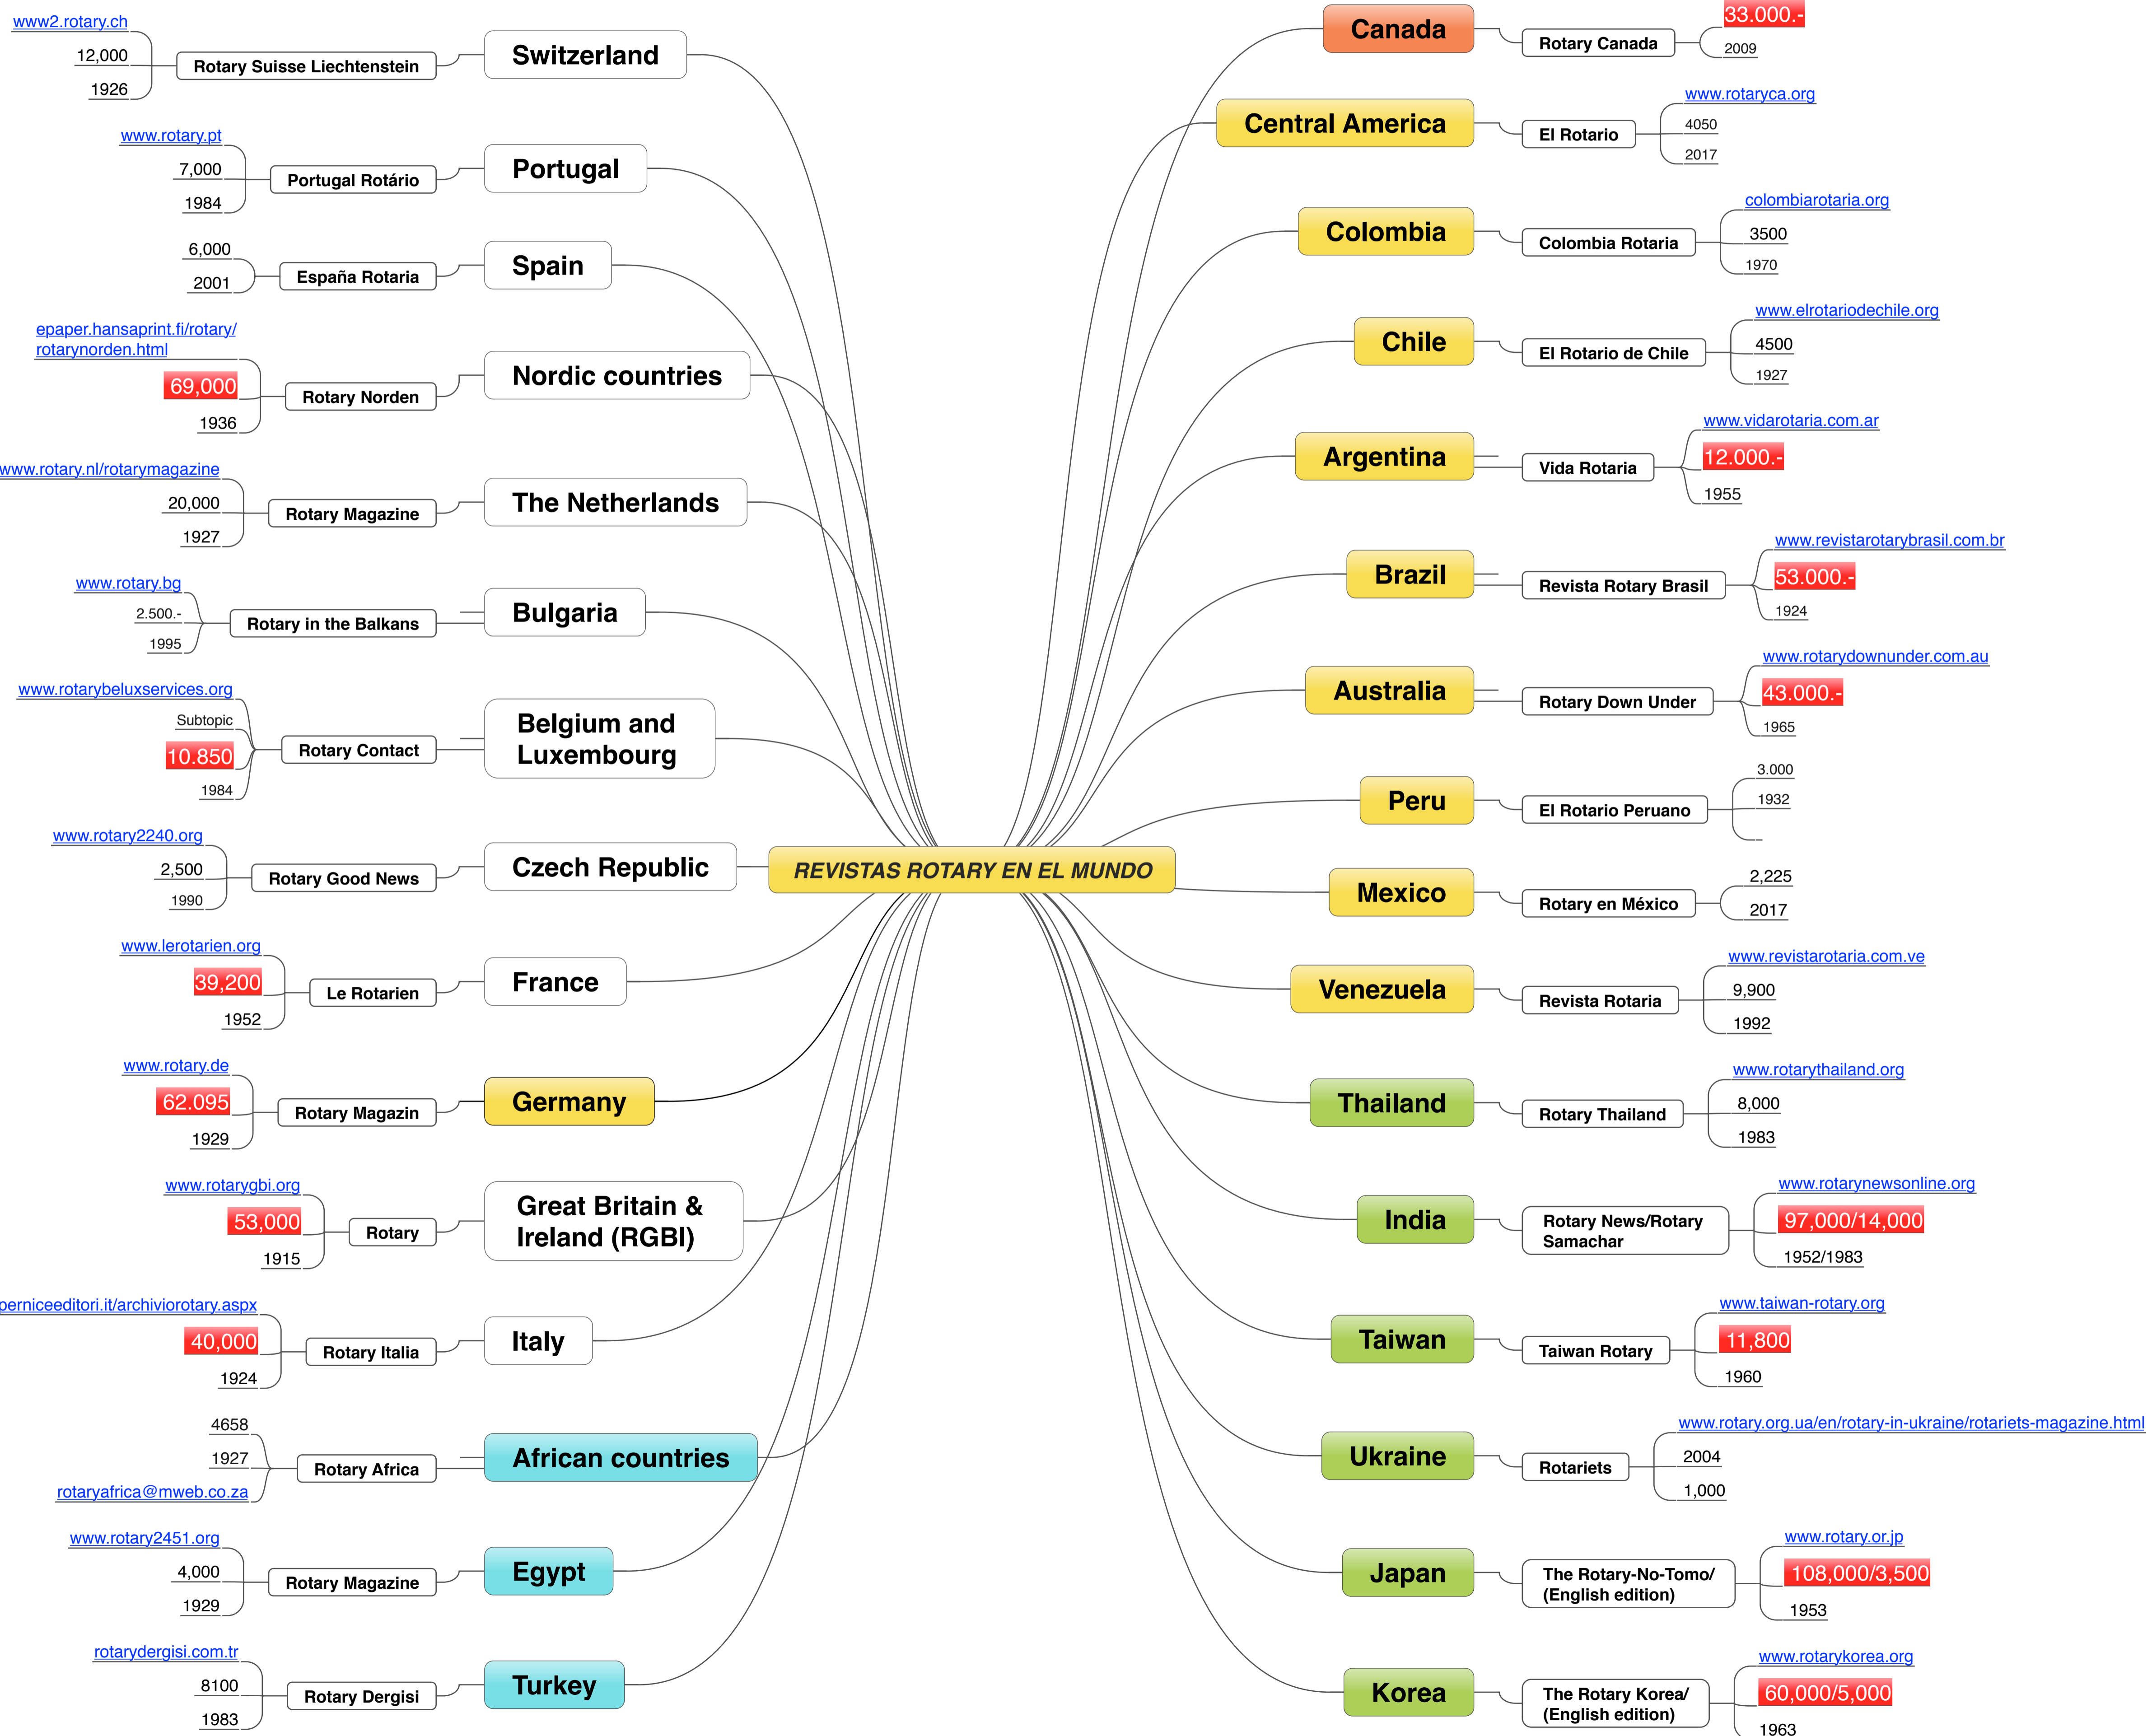 REVISTAS ROTARY EN EL MUNDO
Canada
Rotary Canada
33.000.-
2009
Central America
El Rotario
www.rotaryca.org
4050
2017
Colombia
Colombia Rotaria
colombiarotaria.org
3500
1970
Chile
El Rotario de Chile
www.elrotariodechile.org
4500
1927
Argentina
Vida Rotaria
www.vidarotaria.com.ar
12.000.-
1955
Brazil
Revista Rotary Brasil
www.revistarotarybrasil.com.br
53.000.-
1924
Australia
Rotary Down Under
www.rotarydownunder.com.au
43.000.-
1965
Peru
El Rotario Peruano
3.000
1932
Mexico
Rotary en México
2,225
2017
Venezuela
Revista Rotaria
www.revistarotaria.com.ve
9,900
1992
Thailand
Rotary Thailand
www.rotarythailand.org
8,000
1983
India
Rotary News/Rotary
Samachar
www.rotarynewsonline.org
97,000/14,000
1952/1983
Taiwan
Taiwan Rotary
www.taiwan-rotary.org
11,800
1960
Ukraine
Rotariets
www.rotary.org.ua/en/rotary-in-ukraine/rotariets-magazine.html
2004
1,000
Japan
The Rotary-No-Tomo/
(English edition)
www.rotary.or.jp
108,000/3,500
1953
Korea
The Rotary Korea/
(English edition)
www.rotarykorea.org
60,000/5,000
1963
Switzerland
Rotary Suisse Liechtenstein
www2.rotary.ch
12,000
1926
Portugal
Portugal Rotário
www.rotary.pt
7,000
1984
Spain
España Rotaria
6,000
2001
Nordic countries
Rotary Norden
epaper.hansaprint.fi/rotary/
rotarynorden.html
69,000
1936
The Netherlands
Rotary Magazine
www.rotary.nl/rotarymagazine
20,000
1927
Bulgaria
Rotary in the Balkans
www.rotary.bg
2.500.-
1995
Belgium and
Luxembourg
Rotary Contact
www.rotarybeluxservices.org
Subtopic
10.850
1984
Czech Republic
Rotary Good News
www.rotary2240.org
2,500
1990
France
Le Rotarien
www.lerotarien.org
39,200
1952
Germany
Rotary Magazin
www.rotary.de
62.095
1929
Great Britain &
Ireland (RGBI)
Rotary
www.rotarygbi.org
53,000
1915
Italy
Rotary Italia
perniceeditori.it/archiviorotary.aspx
40,000
1924
African countries
Rotary Africa
4658
1927
rotaryafrica@mweb.co.za
Egypt
Rotary Magazine
www.rotary2451.org
4,000
1929
Turkey
Rotary Dergisi
rotarydergisi.com.tr
8100
1983